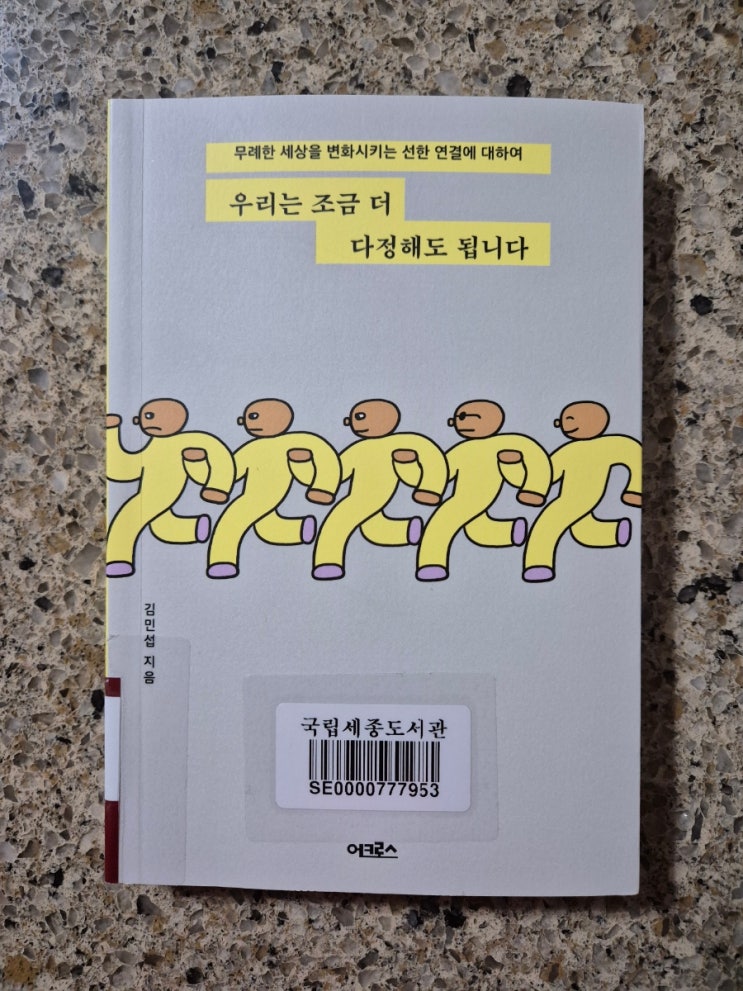 무례한 세상을 변화시키는 선한 연결에 대하여
우리는 조금 더
다정해도 됩니다
김민섭 지음
국립세종도서관
SE0000777953
어크로스